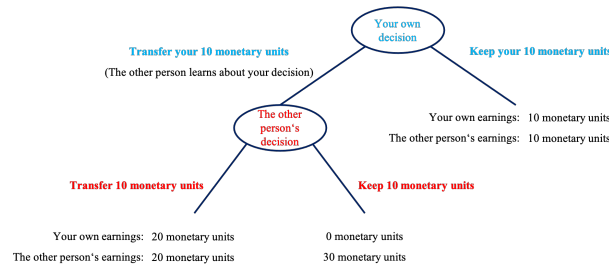 Your own
decision
Transfer your 10 monetary units
Keep your 10 monetary units
(The other person learns about your decision)
The other
person's
decision
Your own earnings: 10 monetary units
The other person's earnings: 10 monetary units
Transfer 10 monetary units
Keep 10 monetary units
Your own earnings: 20 monetary units 0 monetary units
The other person's earnings: 20 monetary units 30 monetary units